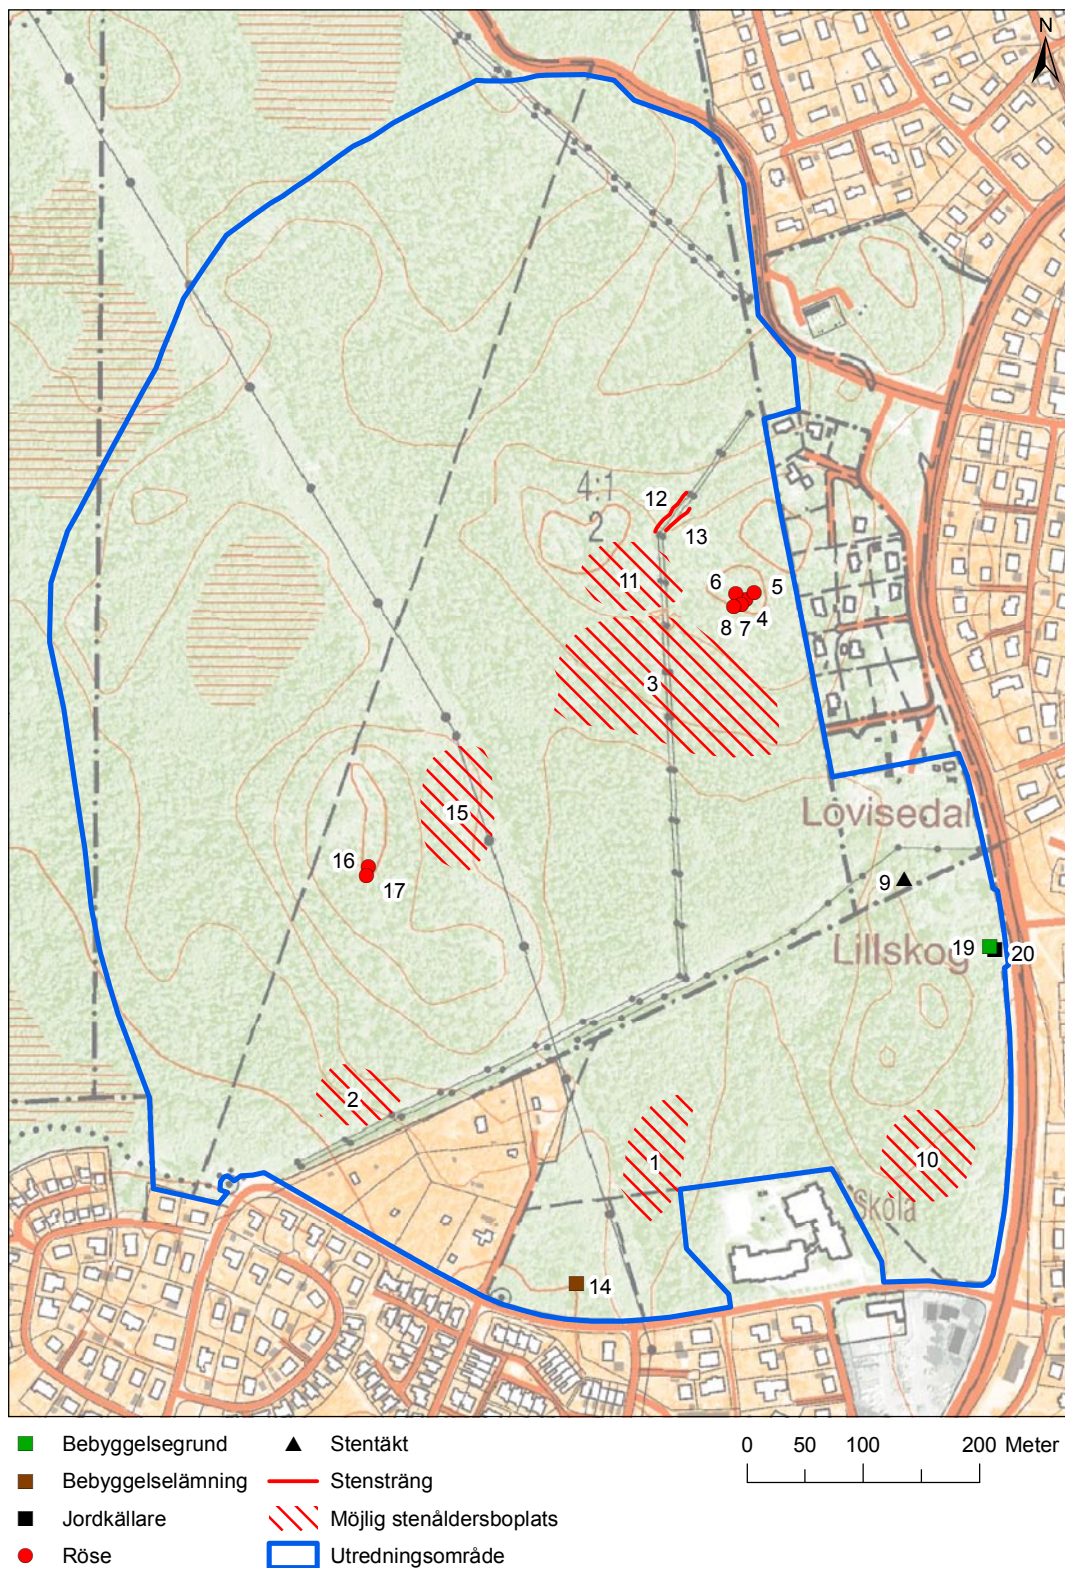 N
4:1
2
12
13
11
6
5
4
8
7
3
15
16
17
Lovisedal
9
Lillskog
19
20
2
1
10
Skola
14
Bebyggelsegrund
Bebyggelselämning
Jordkällare
Röse
Stentäkt
Stensträng
Möjlig stenåldersboplats
Utredningsområde
0 50 100 200 Meter